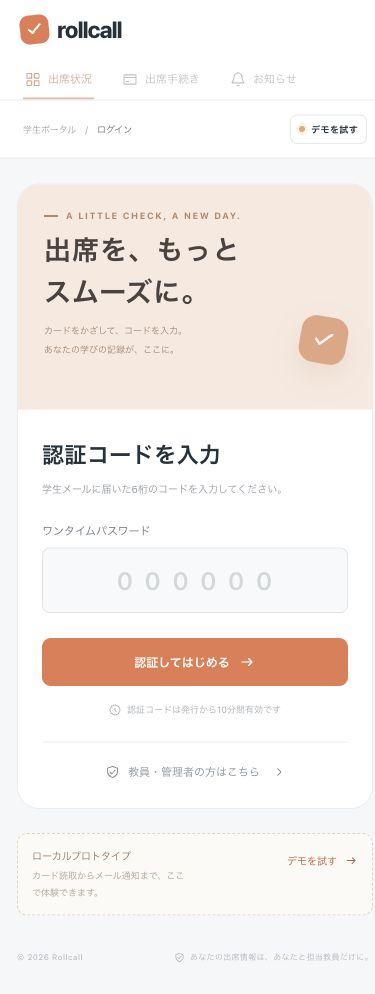 rollcall
出席状況
出席手続き
お知らせ
学生ポータル / ログイン
デモを試す
A LITTLE CHECK, A NEW DAY.
出席を、もっと
スムーズに。
カードをかざして、コードを入力。
あなたの学びの記録が、ここに。
認証コードを入力
学生メールに届いた6桁のコードを入力してください。
ワンタイムパスワード
000000
認証してはじめる →
認証コードは発行から10分間有効です
教員・管理者の方はこちら
ローカルプロトタイプ
カード読取からメール通知まで、ここ
で体験できます。
デモを試す →
© 2026 Rollcall
あなたの出席情報は、あなたと担当教員だけに。